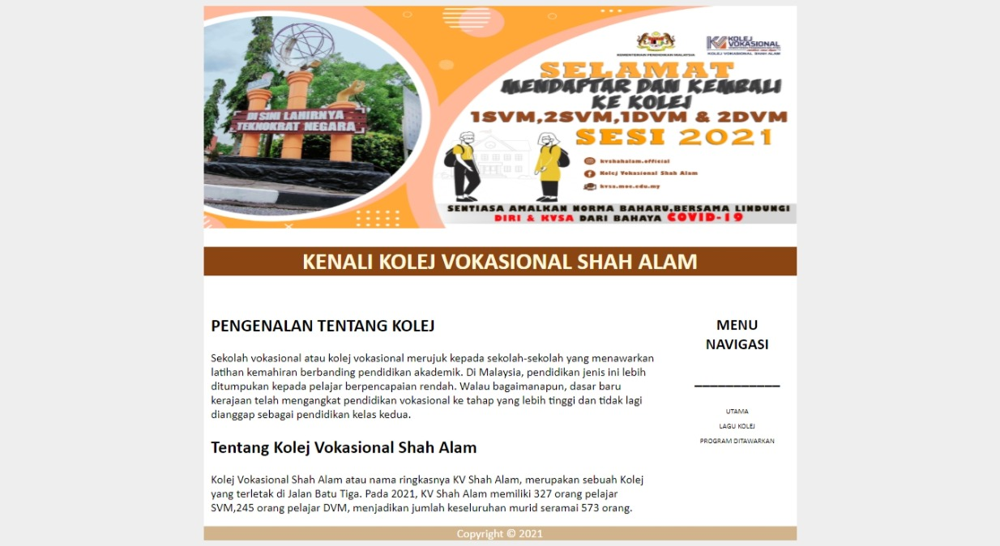 KEMENTERIAN PENDIDIKAN MALAYSIA
KOLEJ
VOKASIONAL
KOLEJ VOKASIONAL SHAH ALAM
SELAMAT
MENDAFTAR DAN KEMBALI
KE KOLEJ
1SVM,2SVM,1DVM & 2DVM
SESI 2021
DI SINI LAHIRNYA
TEKNOKRAT NEGARA
kvshahalam.official
Kolej Vokasional Shah Alam
kvsa.moe.edu.my
SENTIASA AMALKAN NORMA BAHARU,BERSAMA LINDUNGI
DIRI & KVSA DARI BAHAYA COVID-19
KENALI KOLEJ VOKASIONAL SHAH ALAM
PENGENALAN TENTANG KOLEJ
Sekolah vokasional atau kolej vokasional merujuk kepada sekolah-sekolah yang menawarkan
latihan kemahiran berbanding pendidikan akademik. Di Malaysia, pendidikan jenis ini lebih
ditumpukan kepada pelajar berpencapaian rendah. Walau bagaimanapun, dasar baru
kerajaan telah mengangkat pendidikan vokasional ke tahap yang lebih tinggi dan tidak lagi
dianggap sebagai pendidikan kelas kedua.
Tentang Kolej Vokasional Shah Alam
Kolej Vokasional Shah Alam atau nama ringkasnya KV Shah Alam, merupakan sebuah Kolej
yang terletak di Jalan Batu Tiga. Pada 2021, KV Shah Alam memiliki 327 orang pelajar
SVM,245 orang pelajar DVM, menjadikan jumlah keseluruhan murid seramai 573 orang.
MENU
NAVIGASI
UTAMA
LAGU KOLEJ
PROGRAM DITAWARKAN
Copyright © 2021